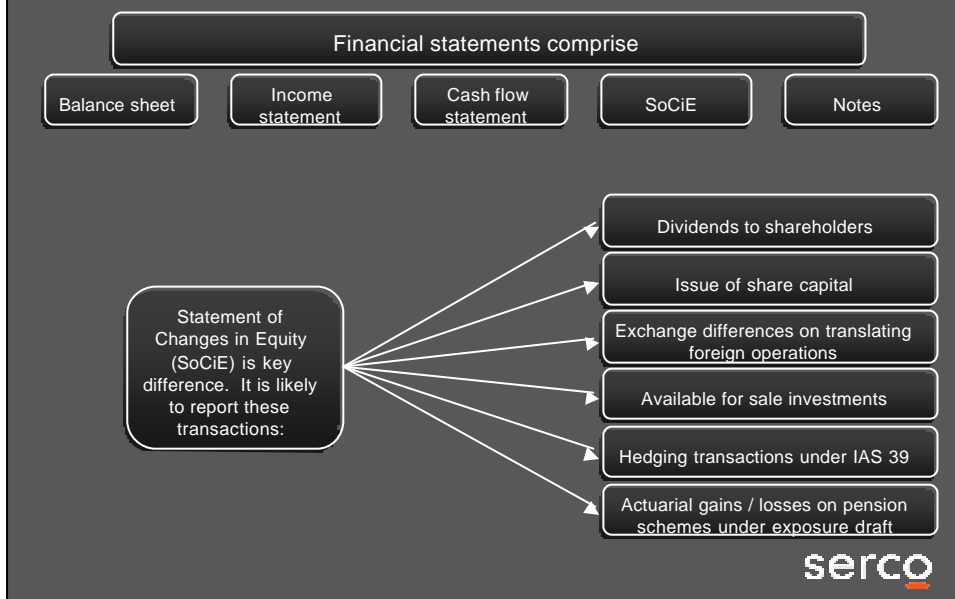 Financial statements comprise
Balance sheet
Income
statement
Cash flow
statement
SoCiE
Notes
Statement of
Changes in Equity
(SoCiE) is key
difference. It is likely
to report these
transactions:
Dividends to shareholders
Issue of share capital
Exchange differences on translating
foreign operations
Available for sale investments
Hedging transactions under IAS 39
Actuarial gains / losses on pension
schemes under exposure draft
serco